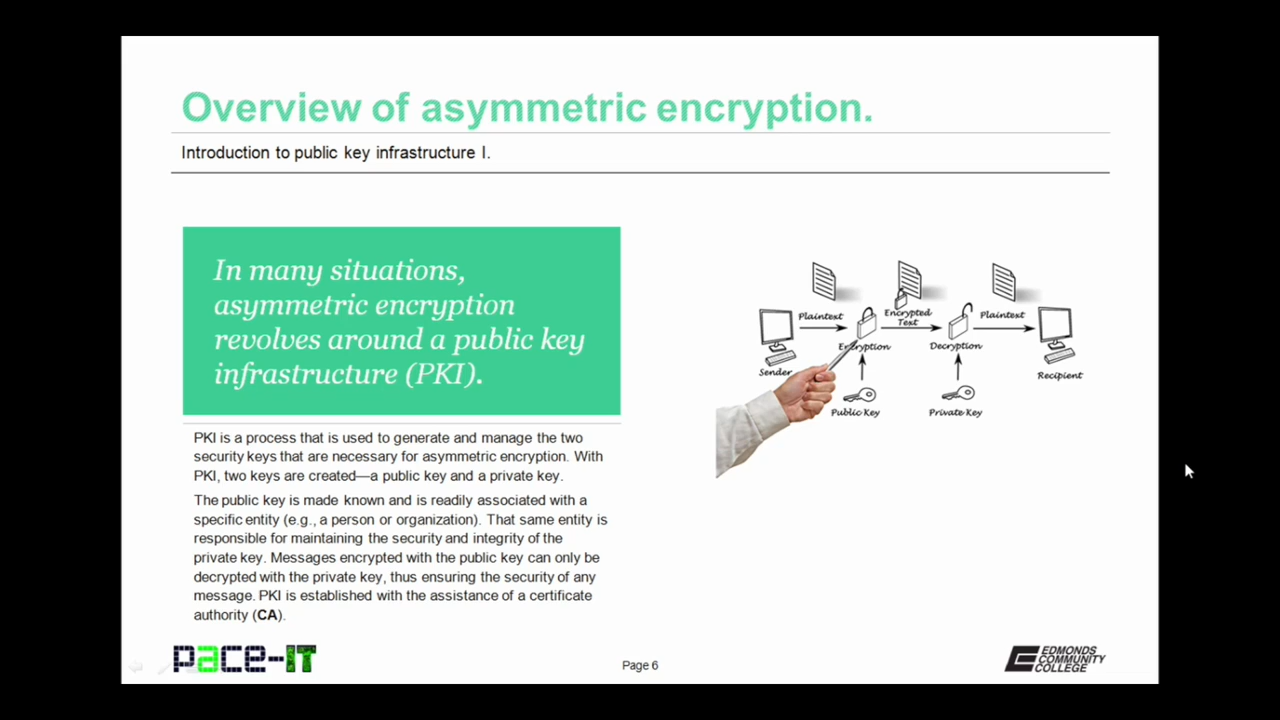 Overview of asymmetric encryption.
Introduction to public key infrastructure I.
In many situations,
asymmetric encryption
revolves around a public key
infrastructure (PKI).
PKI is a process that is used to generate and manage the two
security keys that are necessary for asymmetric encryption. With
PKI, two keys are created—a public key and a private key.
The public key is made known and is readily associated with a
specific entity (e.g., a person or organization). That same entity is
responsible for maintaining the security and integrity of the
private key. Messages encrypted with the public key can only be
decrypted with the private key, thus ensuring the security of any
message. PKI is established with the assistance of a certificate
authority (CA).
Plaintext
Encrypted
Text
Plaintext
Encryption
Decryption
Sender
Recipient
Public Key
Private Key
pace-IT
Page 6
EDMONDS
COMMUNITY
COLLEGE